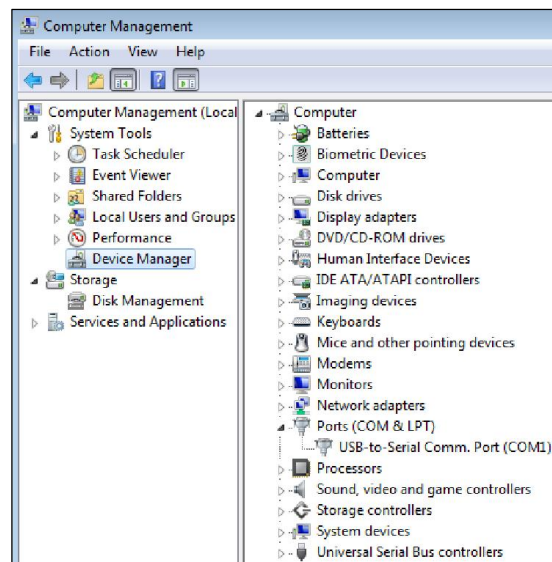 Computer Management
File Action View Help
Computer Management (Local
System Tools
Task Scheduler
Event Viewer
Shared Folders
Local Users and Groups
Performance
Device Manager
Storage
Disk Management
Services and Applications
Computer
Batteries
Biometric Devices
Computer
Disk drives
Display adapters
DVD/CD-ROM drives
Human Interface Devices
IDE ATA/ATAPI controllers
Imaging devices
Keyboards
Mice and other pointing devices
Modems
Monitors
Network adapters
Ports (COM & LPT)
USB-to-Serial Comm. Port (COM1)
Processors
Sound, video and game controllers
Storage controllers
System devices
Universal Serial Bus controllers